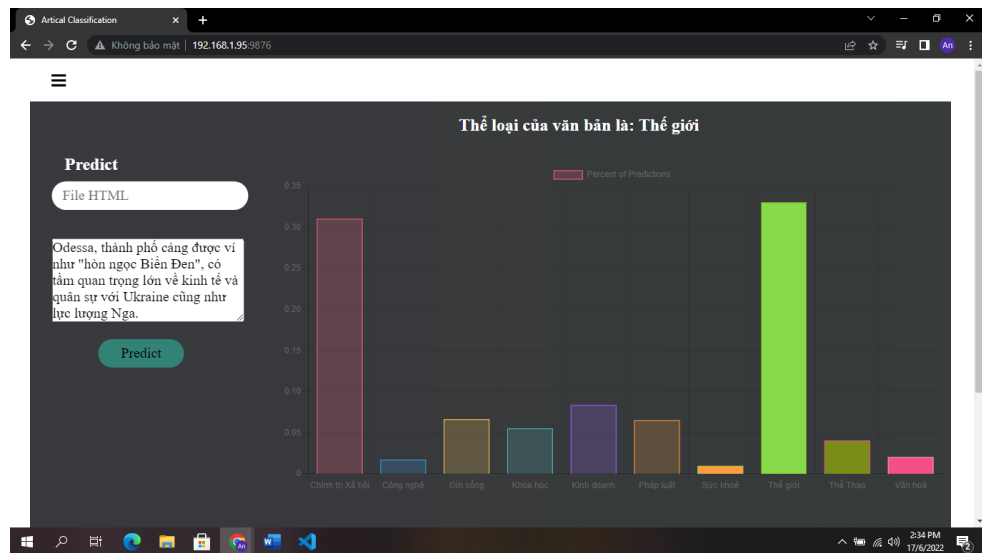 Artical Classification
Không bảo mật | 192.168.1.95:9876
An
Thể loại của văn bản là: Thế giới
Predict
File HTML
Odessa, thành phố cảng được ví
như "hòn ngọc Biển Đen", có
tầm quan trọng lớn về kinh tế và
quân sự với Ukraine cũng như
lực lượng Nga.
Predict
Percent of Predictions
0.35
0.30
0.25
0.20
0.15
0.10
0.05
0
Chính trị Xã hội Công nghệ Đời sống Khoa học Kinh doanh Pháp luật Sức khoẻ Thế giới Thể Thao Văn hoá
2:34 PM
17/6/2022